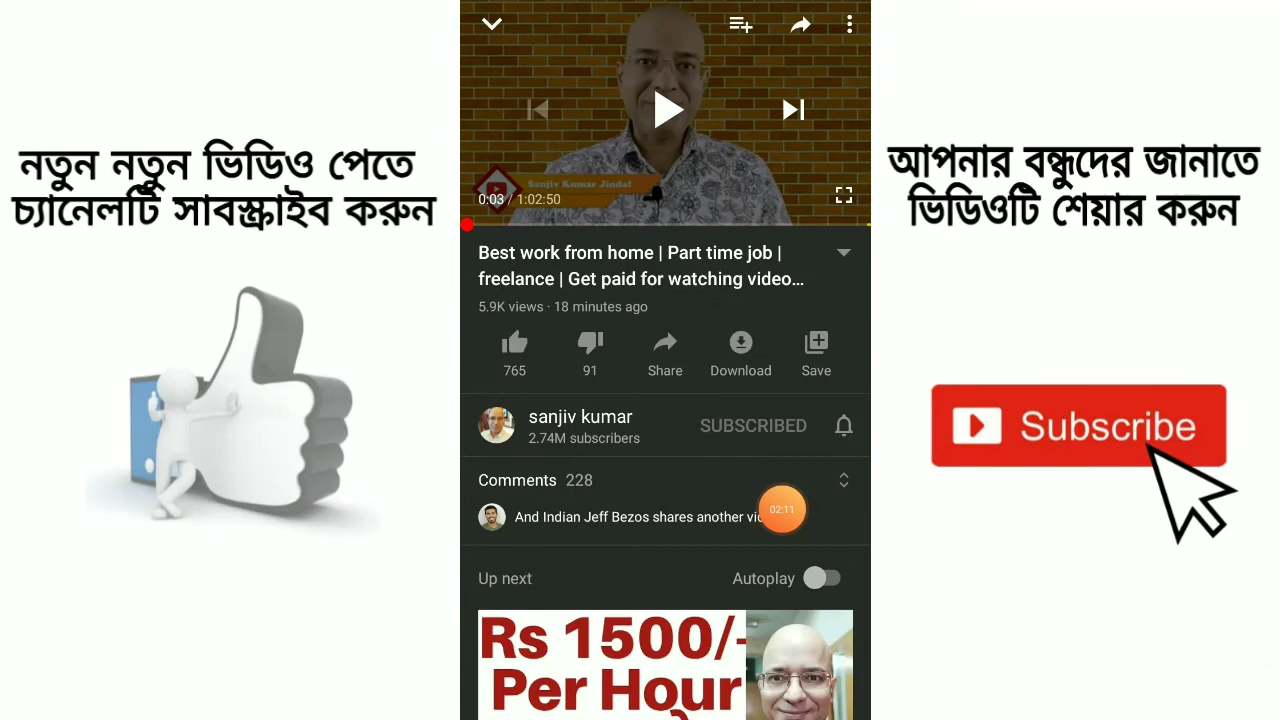 নতুন নতুন ভিডিও পেতে
চ্যানেলটি সাবস্ক্রাইব করুন
Sanjiv Kumar Jindal
0:03 / 1:02:50
Best work from home | Part time job |
freelance | Get paid for watching video...
5.9K views · 18 minutes ago
765
91
Share
Download
Save
sanjiv kumar
2.74M subscribers
SUBSCRIBED
Comments 228
And Indian Jeff Bezos shares another vi
02:11
Up next
Autoplay
Rs 1500/-
Per Hour
আপনার বন্ধুদের জানাতে
ভিডিওটি শেয়ার করুন
Subscribe